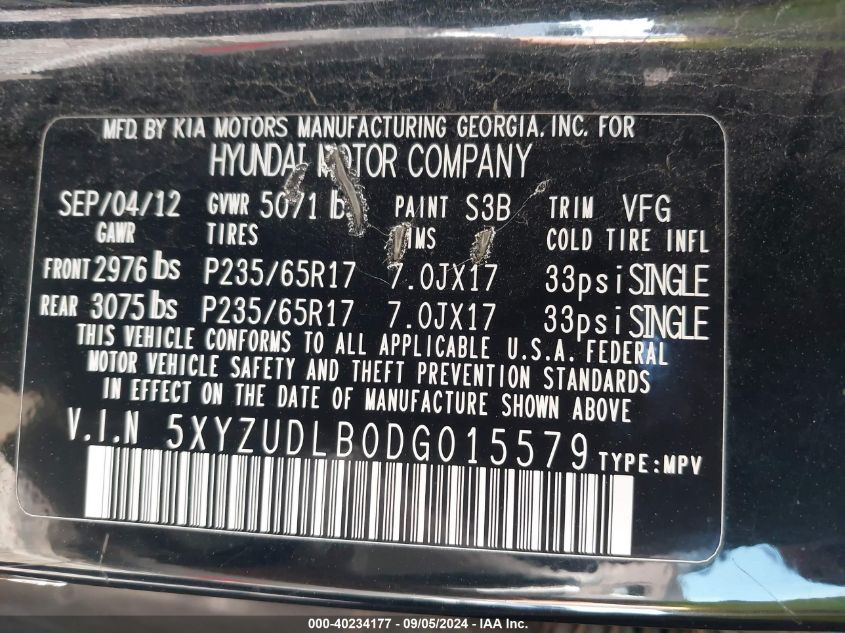 MFD. BY KIA MOTORS MANUFACTURING GEORGIA, INC. FOR
HYUNDAI MOTOR COMPANY
SEP/04/12 GVWR 5071 lbs PAINT S3B TRIM VFG
GAWR TIRES RIMS COLD TIRE INFL
FRONT 2976 lbs P235/65R17 7.0JX17 33psi SINGLE
REAR 3075 lbs P235/65R17 7.0JX17 33psi SINGLE
THIS VEHICLE CONFORMS TO ALL APPLICABLE U.S.A. FEDERAL
MOTOR VEHICLE SAFETY AND THEFT PREVENTION STANDARDS
IN EFFECT ON THE DATE OF MANUFACTURE SHOWN ABOVE
V.I.N 5XYZUDLB0DG015579 TYPE:MPV
000-40234177 - 09/05/2024 - IAA Inc.